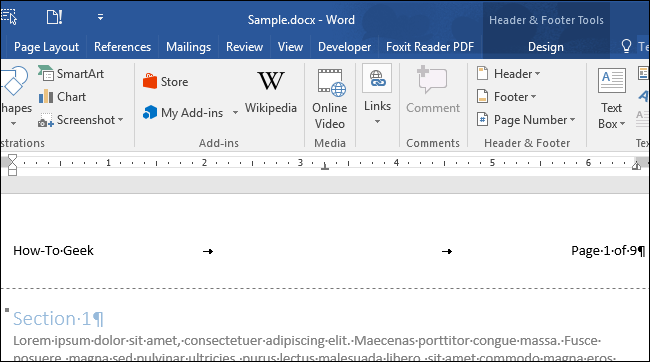 Sample.docx - Word
Header & Footer Tools
Page Layout References Mailings Review View Developer Foxit Reader PDF Design
SmartArt
Chart
Screenshot
Store
My Add-ins
W
Wikipedia
Online
Video
Links
Comment
Header
Footer
Page Number
Text
Box
Add-ins Media Comments Header & Footer
1 2 3 4 5 6
How-To·Geek → → Page·1·of·9¶
Section·1¶
Lorem·ipsum·dolor·sit·amet,·consectetuer·adipiscing·elit.·Maecenas·porttitor·congue·massa.·Fusce·
posuere,·magna·sed·pulvinar·ultricies,·purus·lectus·malesuada·libero,·sit·amet·commodo·magna·eros·